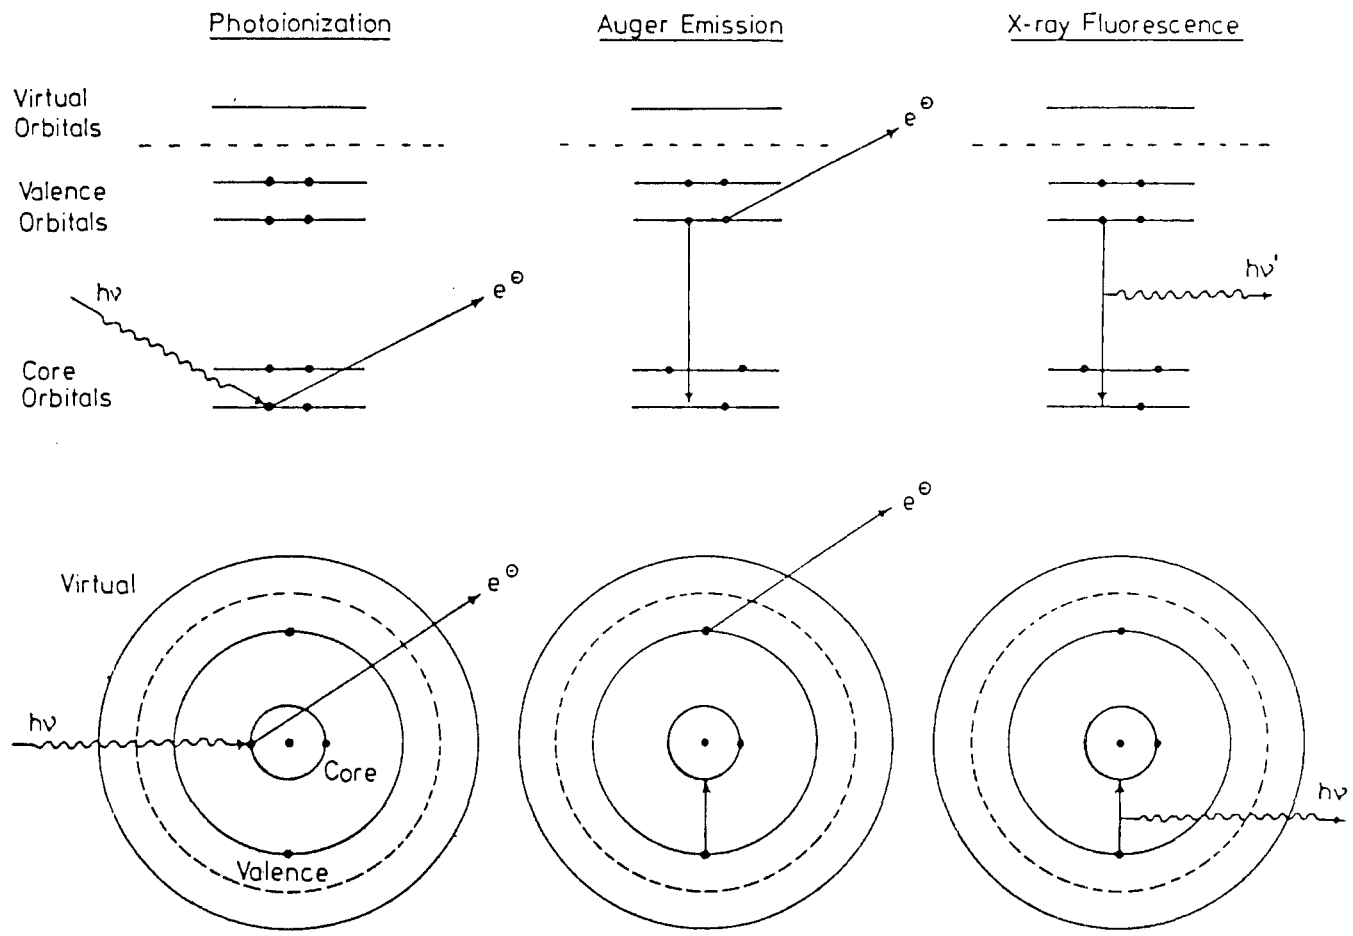 Photoionization
Auger Emission
X-ray Fluorescence
Virtual
Orbitals
e⊖
Valence
Orbitals
hν
e⊖
hν'
Core
Orbitals
e⊖
Virtual
e⊖
hν
Core
hν
Valence